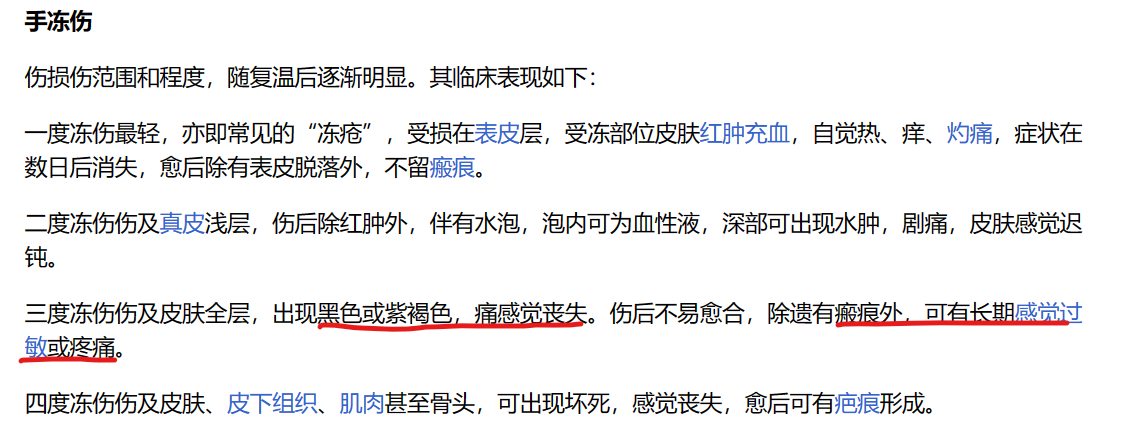 手冻伤
伤损伤范围和程度，随复温后逐渐明显。其临床表现如下：
一度冻伤最轻，亦即常见的“冻疮”，受损在表皮层，受冻部位皮肤红肿充血，自觉热、痒、灼痛，症状在
数日后消失，愈后除有表皮脱落外，不留瘢痕。
二度冻伤伤及真皮浅层，伤后除红肿外，伴有水泡，泡内可为血性液，深部可出现水肿，剧痛，皮肤感觉迟
钝。
三度冻伤伤及皮肤全层，出现黑色或紫褐色，痛感觉丧失。伤后不易愈合，除遗有瘢痕外，可有长期感觉过
敏或疼痛。
四度冻伤伤及皮肤、皮下组织、肌肉甚至骨头，可出现坏死，感觉丧失，愈后可有疤痕形成。